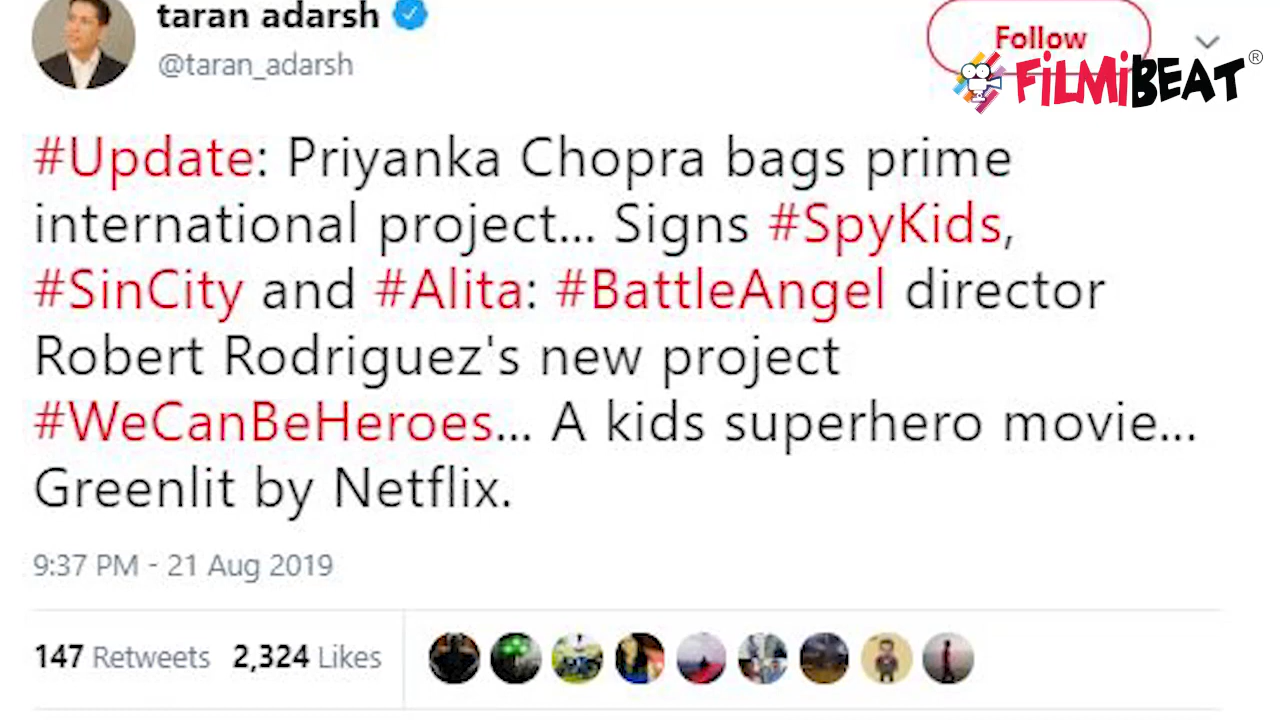 taran adarsh
@taran_adarsh
Follow
FiLMiBEAT®
#Update: Priyanka Chopra bags prime
international project... Signs #SpyKids,
#SinCity and #Alita: #BattleAngel director
Robert Rodriguez's new project
#WeCanBeHeroes... A kids superhero movie...
Greenlit by Netflix.
9:37 PM - 21 Aug 2019
147 Retweets 2,324 Likes